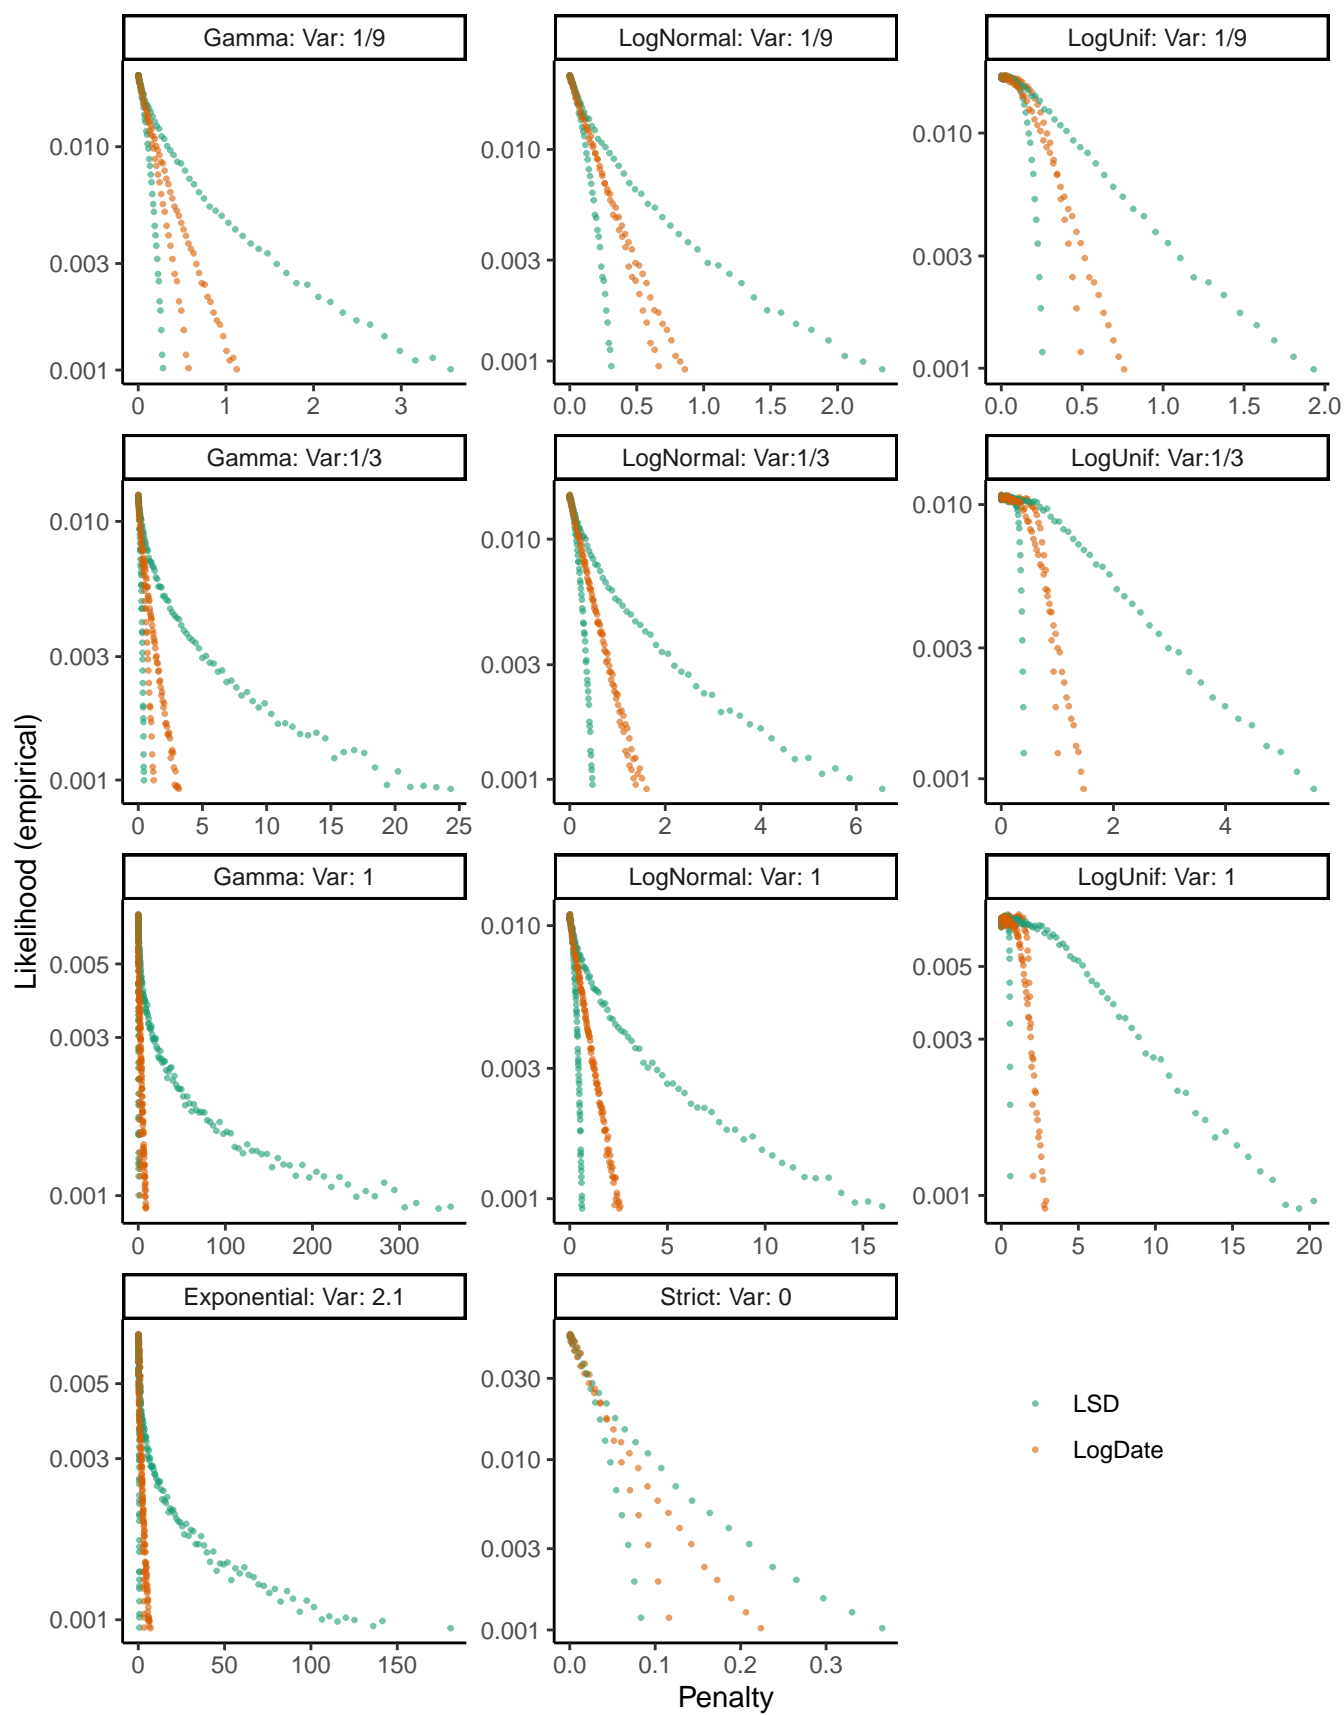 Gamma: Var: 1/9
LogNormal: Var: 1/9
LogUnif: Var: 1/9
0.010
0.003
0.001
0 1 2 3
0.010
0.003
0.001
0.0 0.5 1.0 1.5 2.0
0.010
0.003
0.001
0.0 0.5 1.0 1.5 2.0
Gamma: Var:1/3
LogNormal: Var:1/3
LogUnif: Var:1/3
0.010
0.003
0.001
0 5 10 15 20 25
0.010
0.003
0.001
0 2 4 6
0.010
0.003
0.001
0 2 4
Likelihood (empirical)
Gamma: Var: 1
LogNormal: Var: 1
LogUnif: Var: 1
0.005
0.003
0.001
0 100 200 300
0.010
0.003
0.001
0 5 10 15
0.005
0.003
0.001
0 5 10 15 20
Exponential: Var: 2.1
Strict: Var: 0
0.005
0.003
0.001
0 50 100 150
0.030
0.010
0.003
0.001
0.0 0.1 0.2 0.3
LSD
LogDate
Penalty